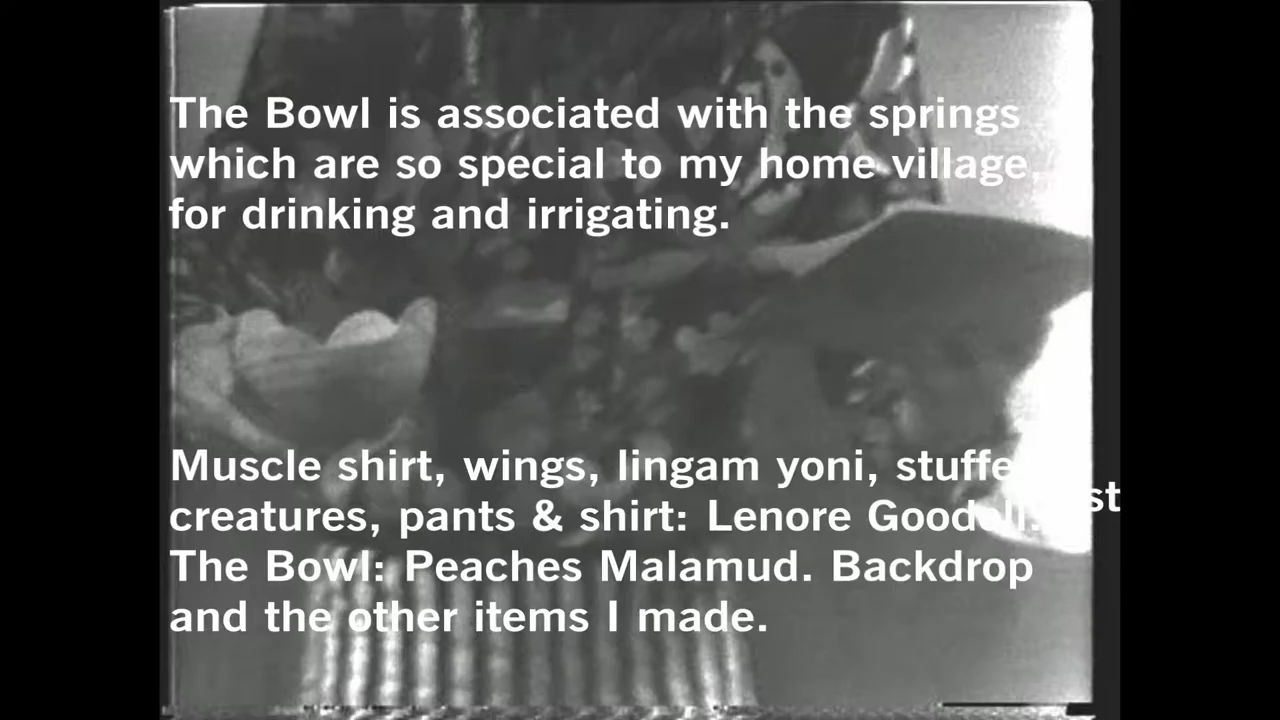 The Bowl is associated with the springs
which are so special to my home village,
for drinking and irrigating.
Muscle shirt, wings, lingam yoni, stuffe
st
creatures, pants & shirt: Lenore Goodell.
The Bowl: Peaches Malamud. Backdrop
and the other items I made.